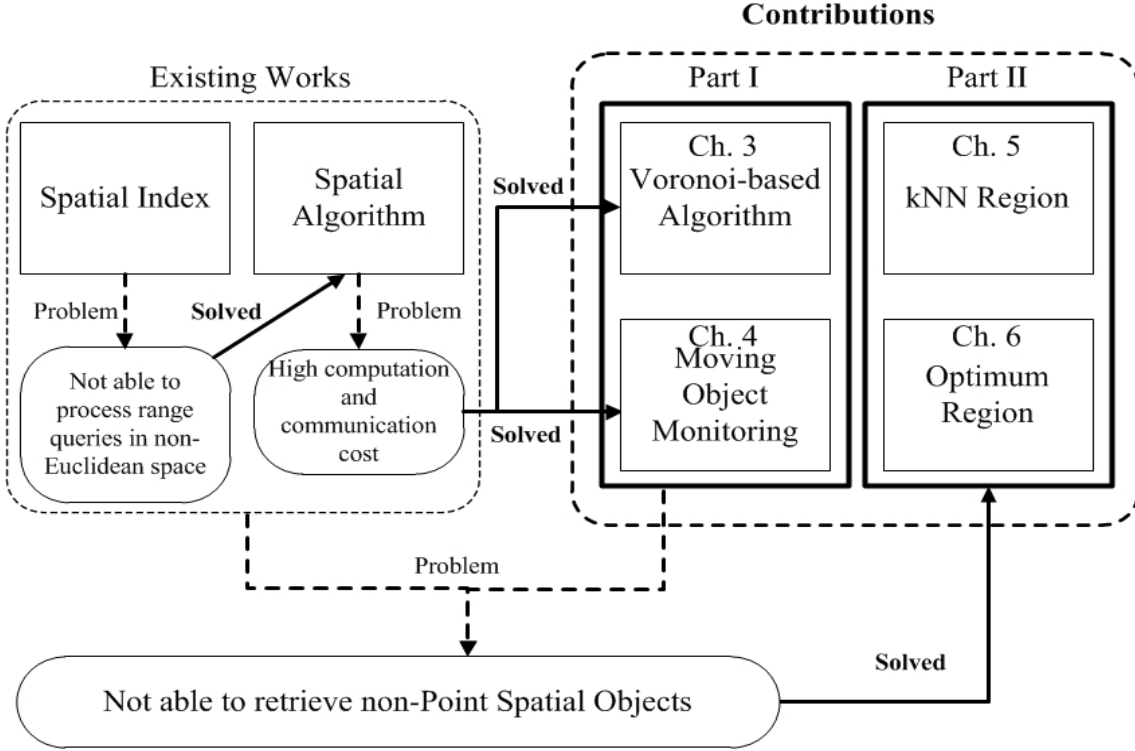 Contributions
Existing Works
Part I
Part II
Spatial Index
Spatial
Algorithm
Solved
Ch. 3
Voronoi-based
Algorithm
Ch. 5
kNN Region
Problem
Solved
Problem
Not able to
process range
queries in non-
Euclidean space
High computation
and
communication
cost
Solved
Ch. 4
Moving
Object
Monitoring
Ch. 6
Optimum
Region
Problem
Solved
Not able to retrieve non-Point Spatial Objects